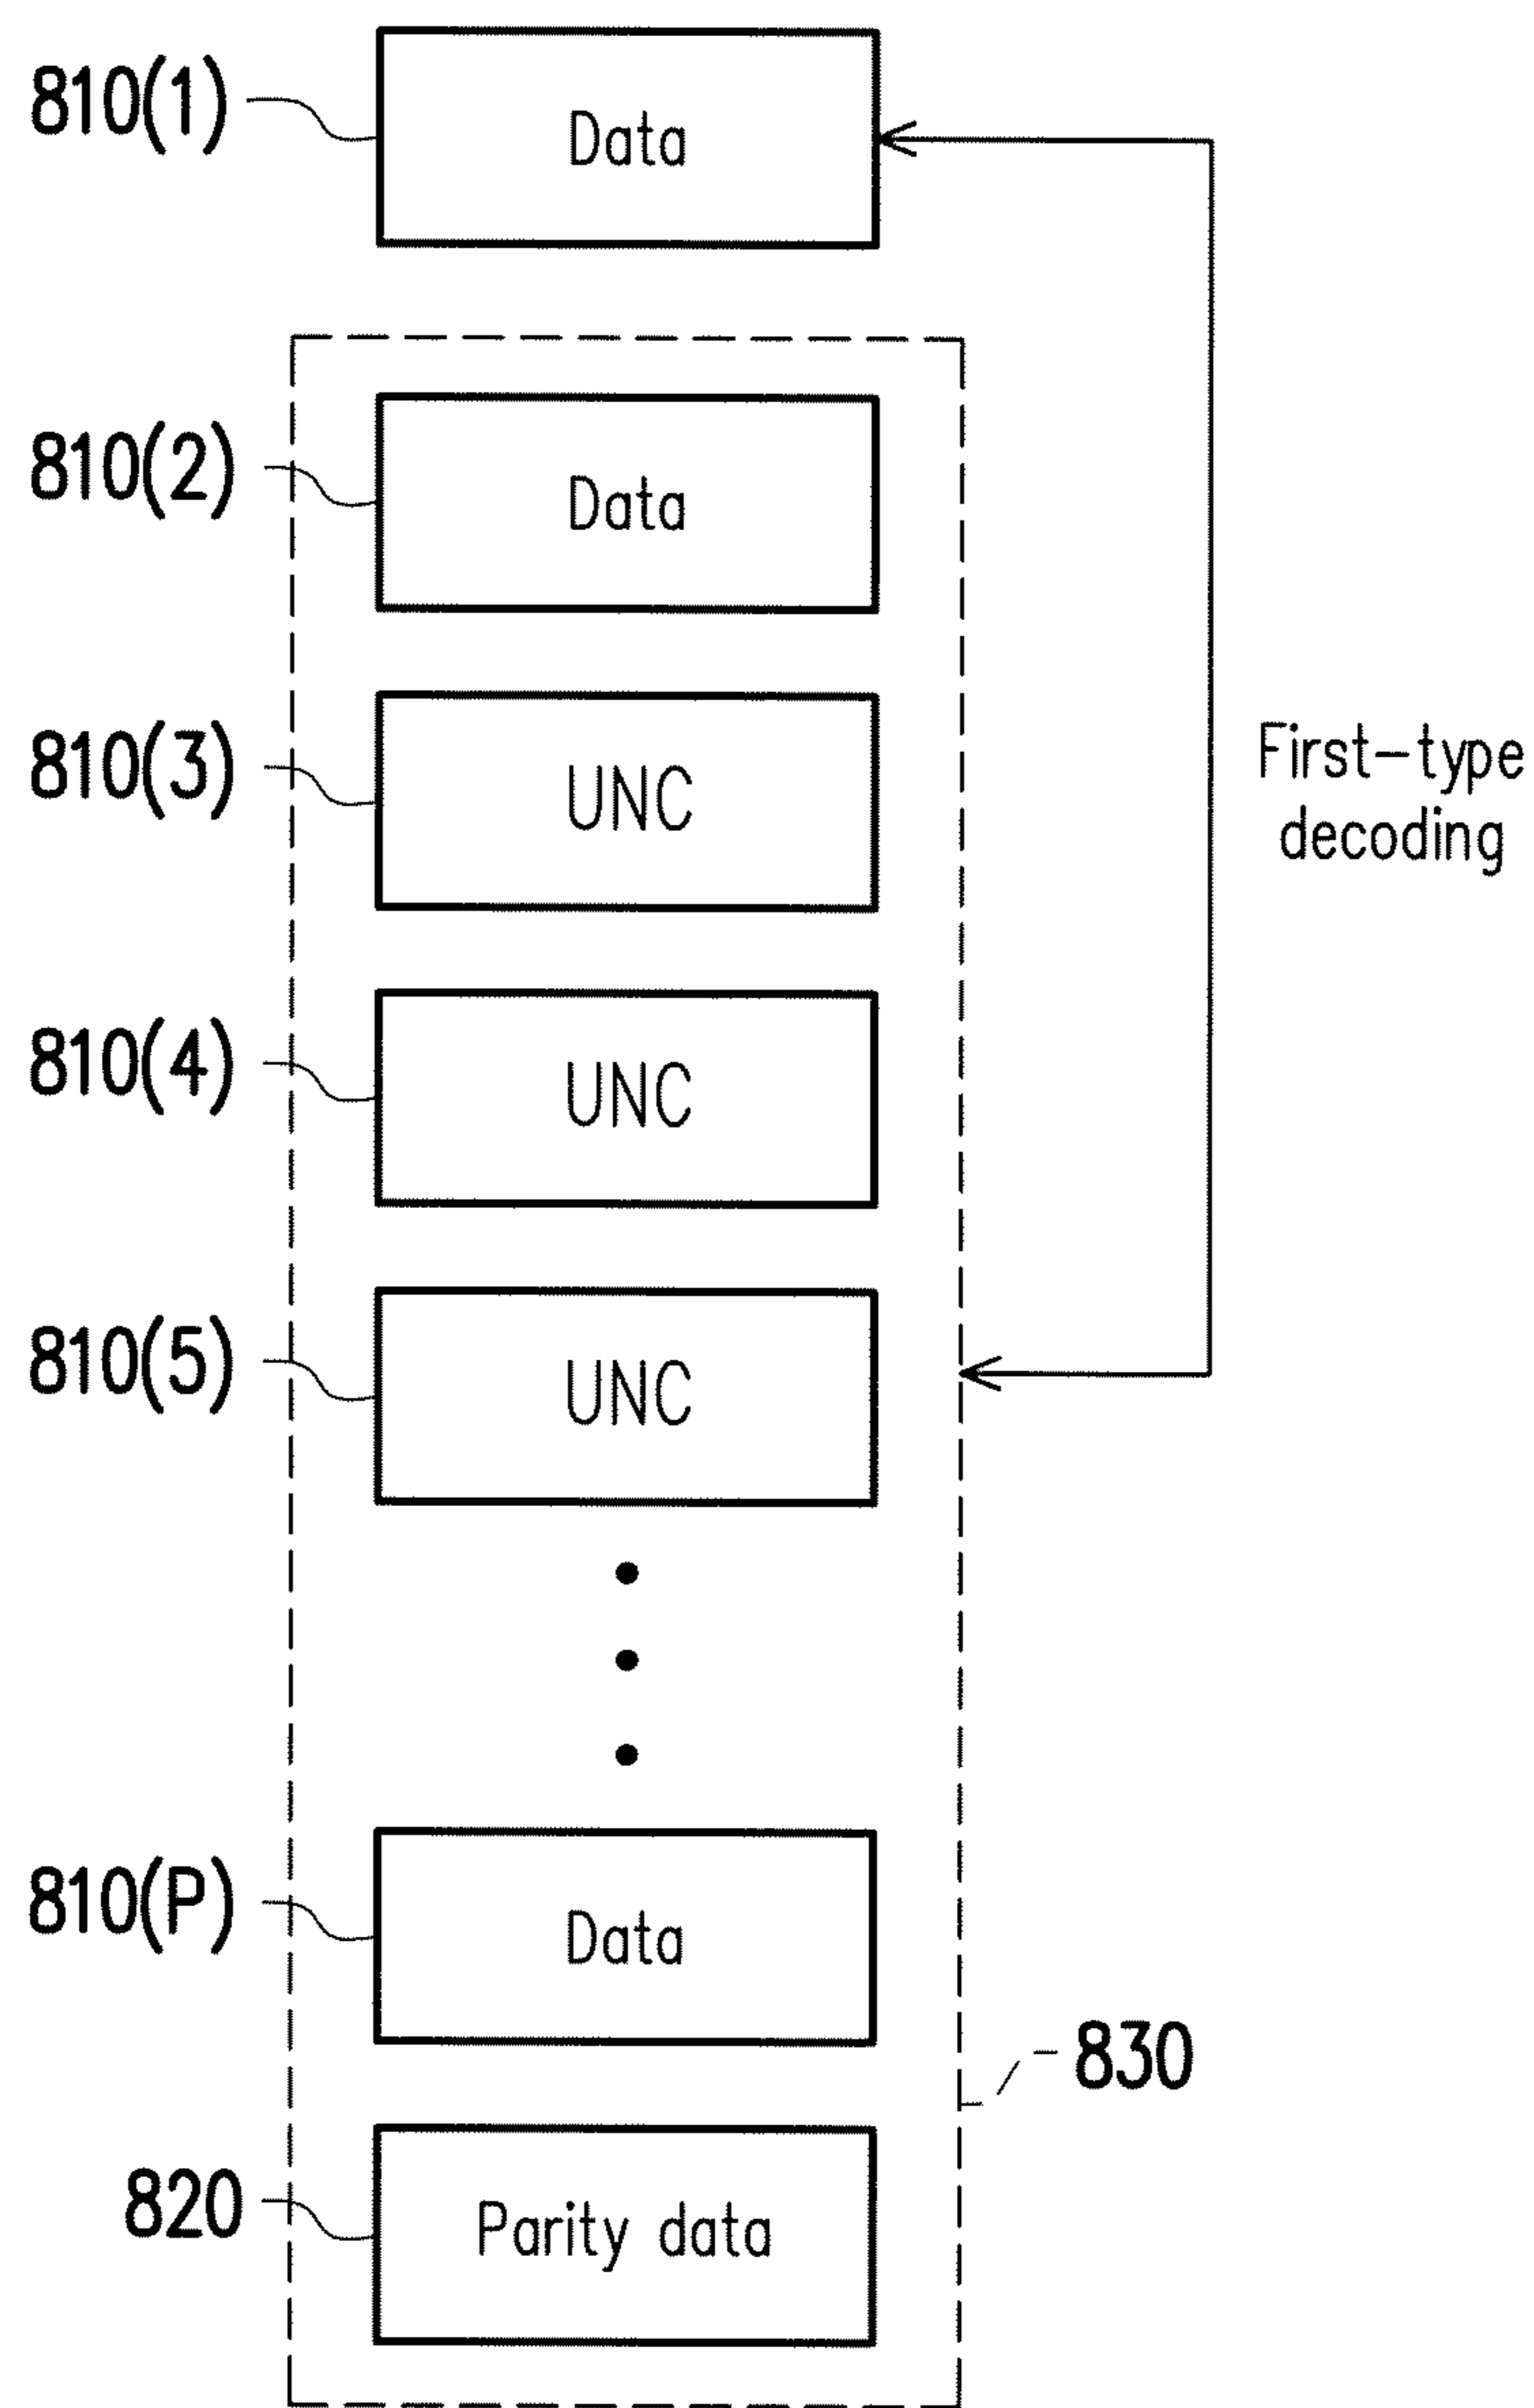 810(1)
Data
810(2)
Data
810(3)
UNC
First-type
decoding
810(4)
UNC
810(5)
UNC
810(P)
Data
830
820
Parity data